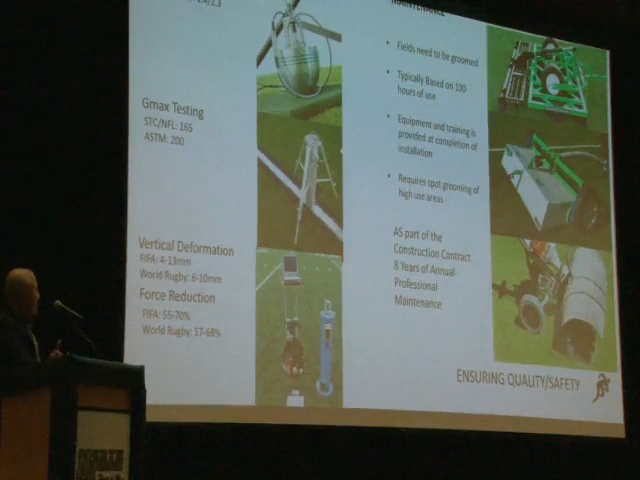 Gmax Testing
STC/NFL: 165
ASTM: 200
Vertical Deformation
FIFA: 4-13mm
World Rugby: 6-10mm
Force Reduction
FIFA: 55-70%
World Rugby: 57-68%
MAINTENANCE
• Fields need to be groomed
• Typically Based on 100
hours of use
• Equipment and training is
provided at completion of
installation
• Requires spot grooming of
high use areas
AS part of the
Construction Contract
8 Years of Annual
Professional
Maintenance
ENSURING QUALITY/SAFETY